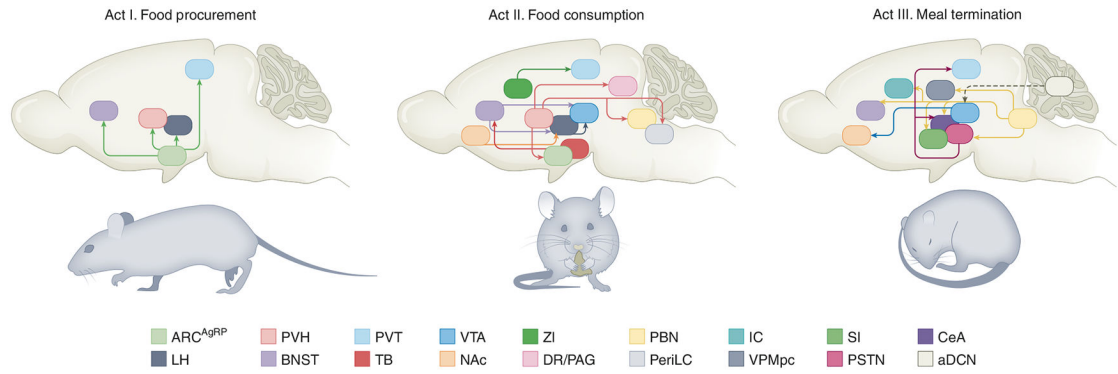 Act I. Food procurement
Act II. Food consumption
Act III. Meal termination
ARC^AgRP PVH PVT VTA ZI PBN IC SI CeA
LH BNST TB NAc DR/PAG PeriLC VPMpc PSTN aDCN